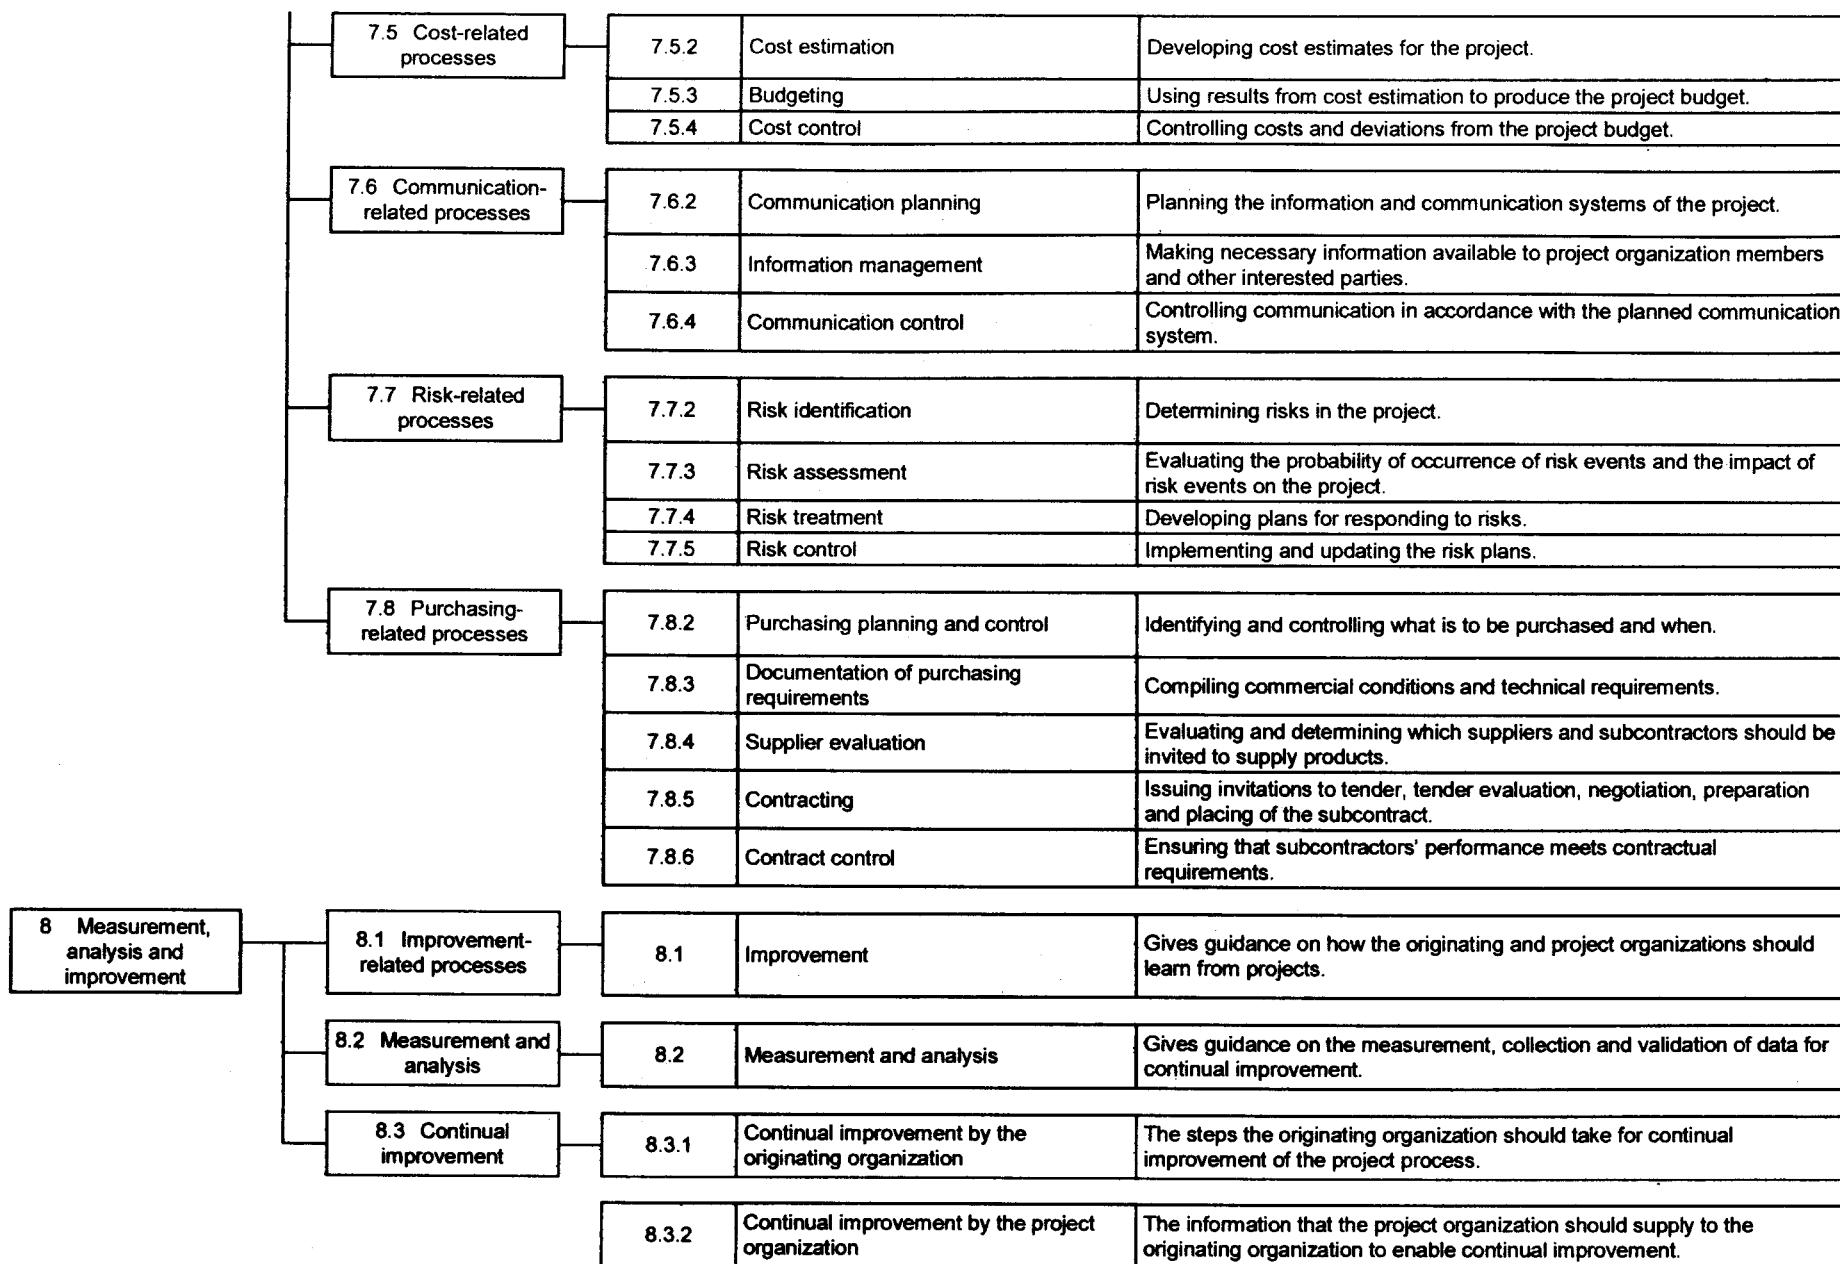 7.5 Cost-related
processes
7.5.2
Cost estimation
Developing cost estimates for the project.
7.5.3
Budgeting
Using results from cost estimation to produce the project budget.
7.5.4
Cost control
Controlling costs and deviations from the project budget.
7.6 Communication-
related processes
7.6.2
Communication planning
Planning the information and communication systems of the project.
7.6.3
Information management
Making necessary information available to project organization members
and other interested parties.
7.6.4
Communication control
Controlling communication in accordance with the planned communication
system.
7.7 Risk-related
processes
7.7.2
Risk identification
Determining risks in the project.
7.7.3
Risk assessment
Evaluating the probability of occurrence of risk events and the impact of
risk events on the project.
7.7.4
Risk treatment
Developing plans for responding to risks.
7.7.5
Risk control
Implementing and updating the risk plans.
7.8 Purchasing-
related processes
7.8.2
Purchasing planning and control
Identifying and controlling what is to be purchased and when.
7.8.3
Documentation of purchasing
requirements
Compiling commercial conditions and technical requirements.
7.8.4
Supplier evaluation
Evaluating and determining which suppliers and subcontractors should be
invited to supply products.
7.8.5
Contracting
Issuing invitations to tender, tender evaluation, negotiation, preparation
and placing of the subcontract.
7.8.6
Contract control
Ensuring that subcontractors' performance meets contractual
requirements.
8 Measurement,
analysis and
improvement
8.1 Improvement-
related processes
8.1
Improvement
Gives guidance on how the originating and project organizations should
learn from projects.
8.2 Measurement and
analysis
8.2
Measurement and analysis
Gives guidance on the measurement, collection and validation of data for
continual improvement.
8.3 Continual
improvement
8.3.1
Continual improvement by the
originating organization
The steps the originating organization should take for continual
improvement of the project process.
8.3.2
Continual improvement by the project
organization
The information that the project organization should supply to the
originating organization to enable continual improvement.